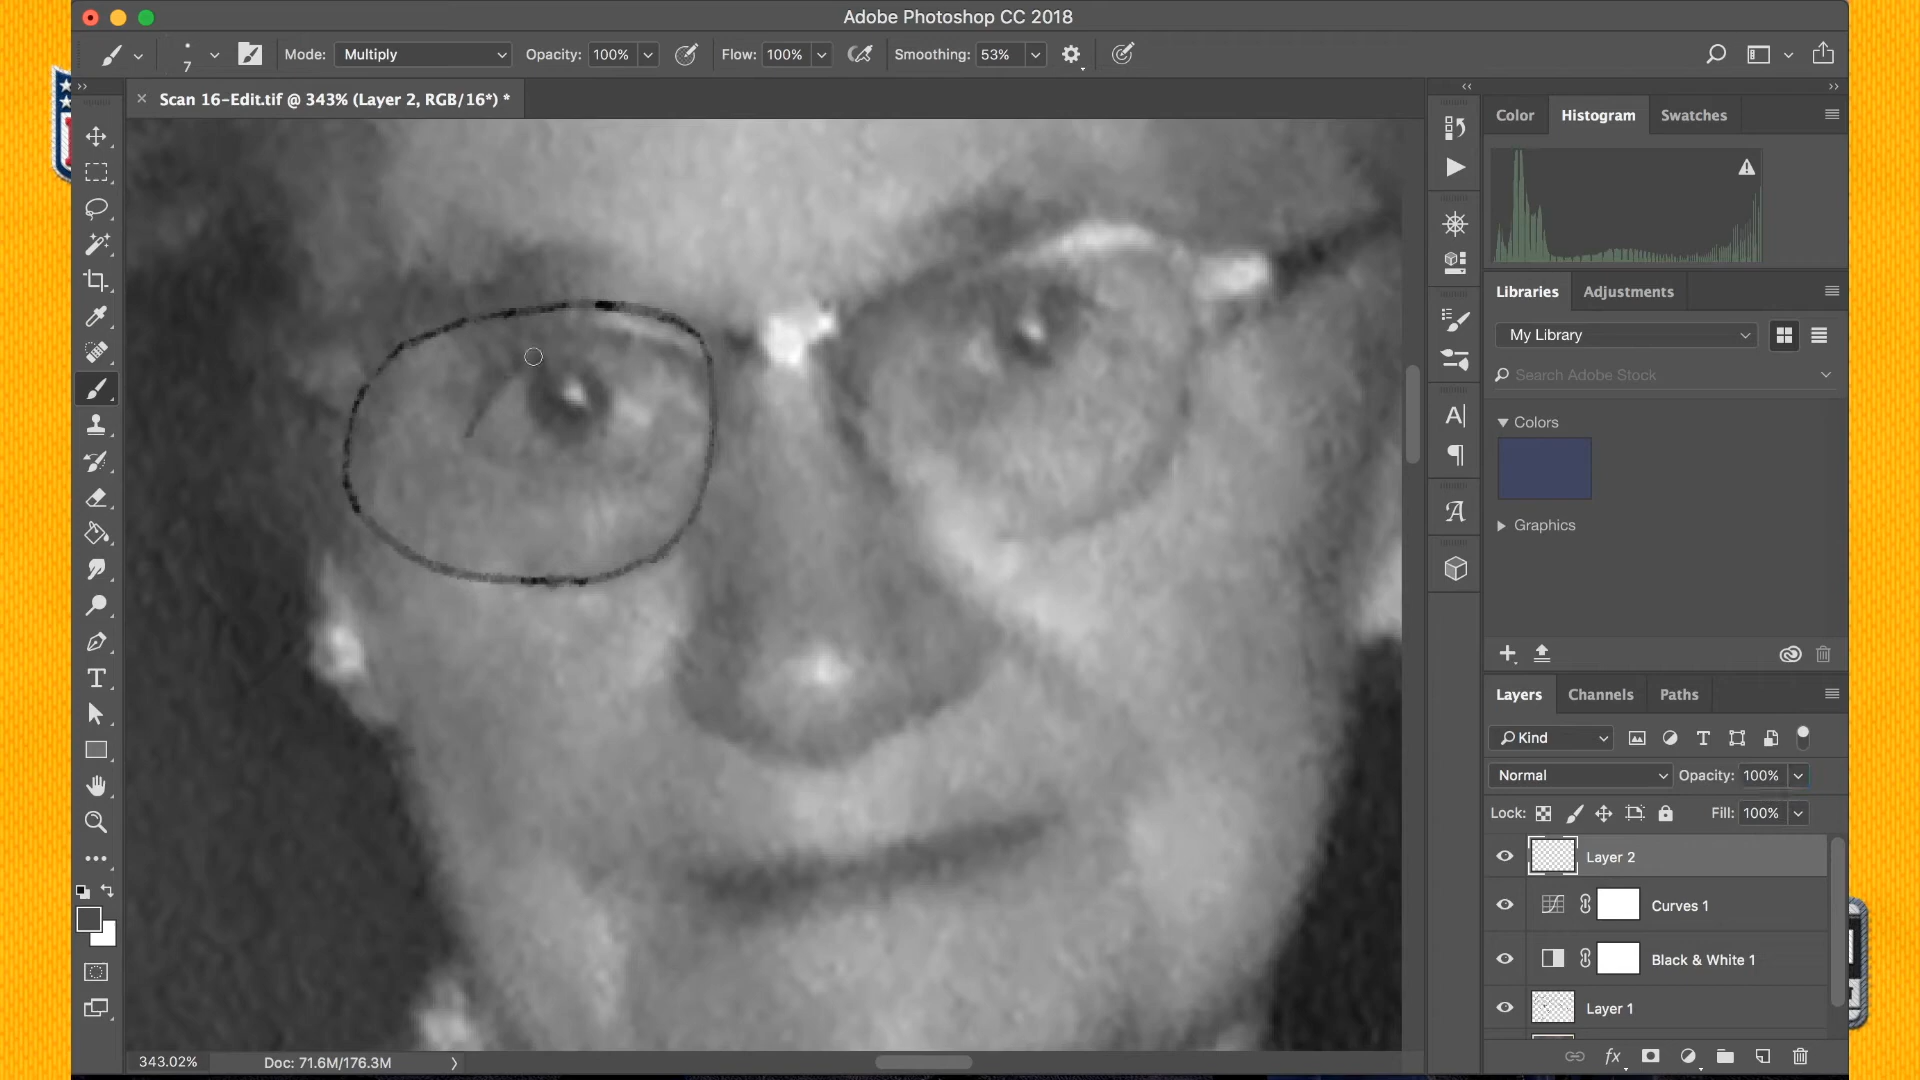 Adobe Photoshop CC 2018
7 Mode: Multiply Opacity: 100% Flow: 100% Smoothing: 53%
× Scan 16-Edit.tif @ 343% (Layer 2, RGB/16*) *
Color Histogram Swatches
Libraries Adjustments
My Library
Search Adobe Stock
Colors
Graphics
Layers Channels Paths
Kind
Normal Opacity: 100%
Lock: Fill: 100%
Layer 2
Curves 1
Black & White 1
Layer 1
fx
343.02% Doc: 71.6M/176.3M